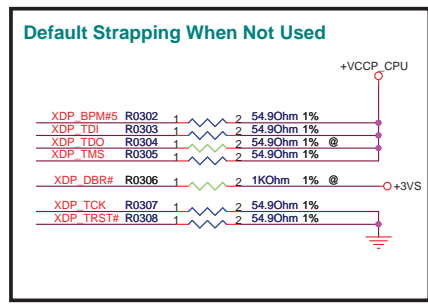 Default Strapping When Not Used
+VCCP_CPU
XDP_BPM#5 R0302 1 2 54.9Ohm 1%
XDP_TDI R0303 1 2 54.9Ohm 1%
XDP_TDO R0304 1 2 54.9Ohm 1% @
XDP_TMS R0305 1 2 54.9Ohm 1%
XDP_DBR# R0306 1 2 1KOhm 1% @ +3VS
XDP_TCK R0307 1 2 54.9Ohm 1%
XDP_TRST# R0308 1 2 54.9Ohm 1%